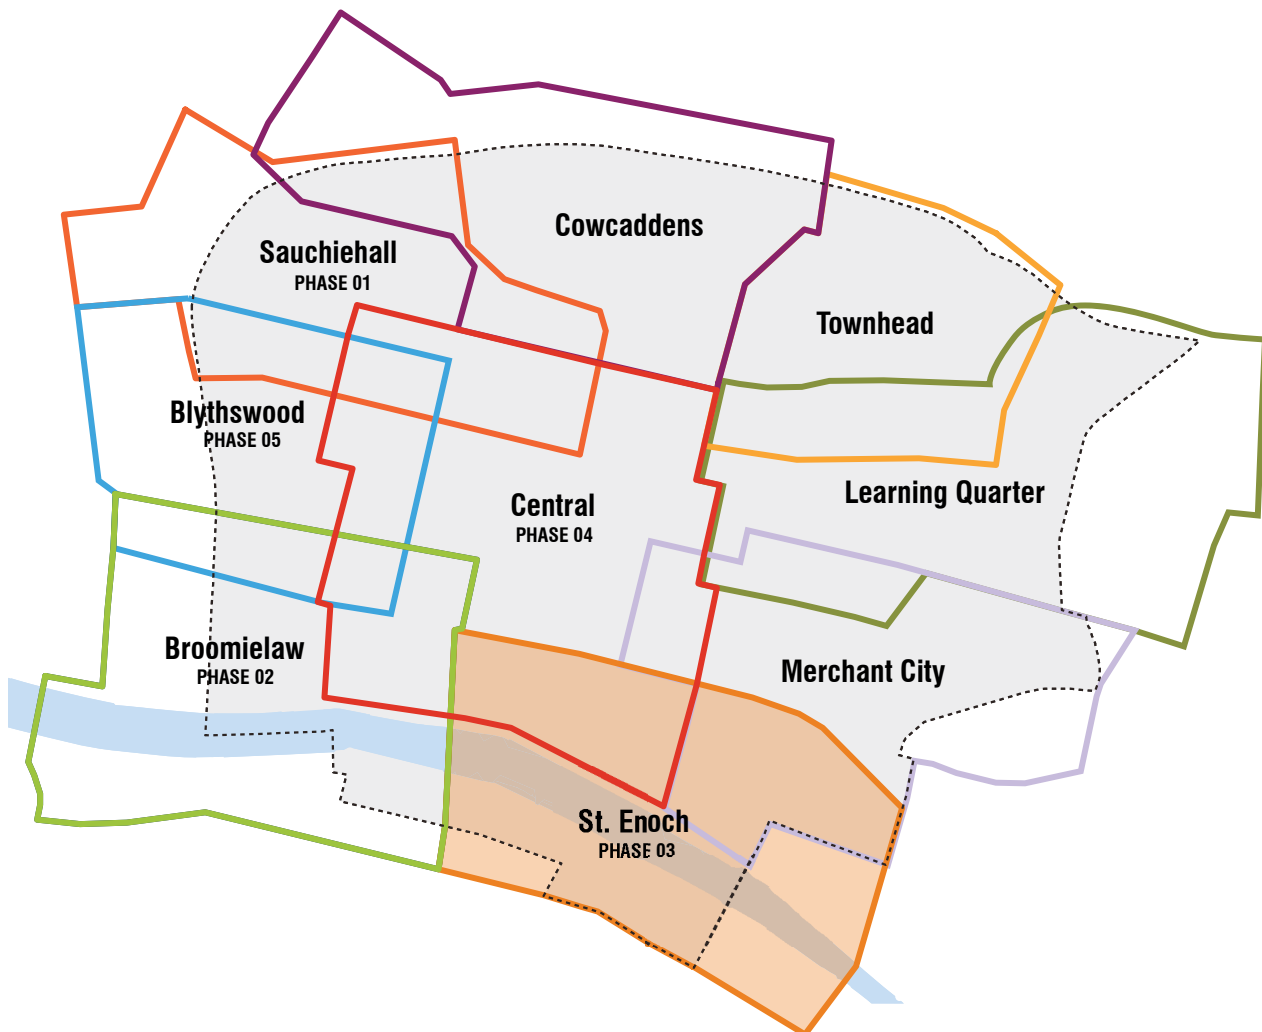 Cowcaddens
Sauchiehall
PHASE 01
Townhead
Blythswood
PHASE 05
Learning Quarter
Central
PHASE 04
Broomielaw
PHASE 02
Merchant City
St. Enoch
PHASE 03